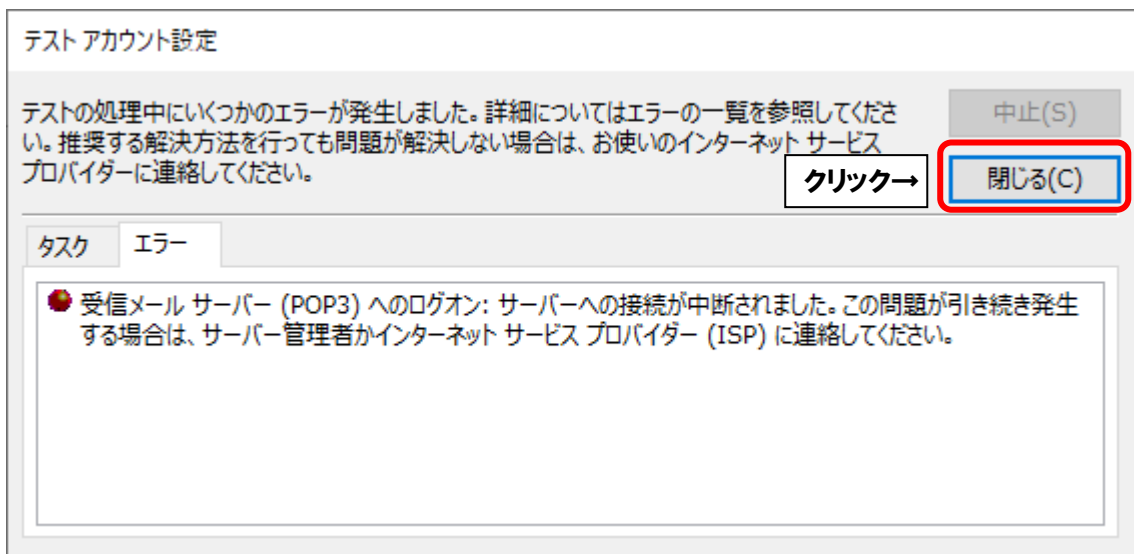 テスト アカウント設定
テストの処理中にいくつかのエラーが発生しました。詳細についてはエラーの一覧を参照してくださ
い。推奨する解決方法を行っても問題が解決しない場合は、お使いのインターネット サービス
プロバイダーに連絡してください。
中止(S)
クリック→
閉じる(C)
タスク
エラー
受信メール サーバー (POP3) へのログオン: サーバーへの接続が中断されました。この問題が引き続き発生
する場合は、サーバー管理者かインターネット サービス プロバイダー (ISP) に連絡してください。